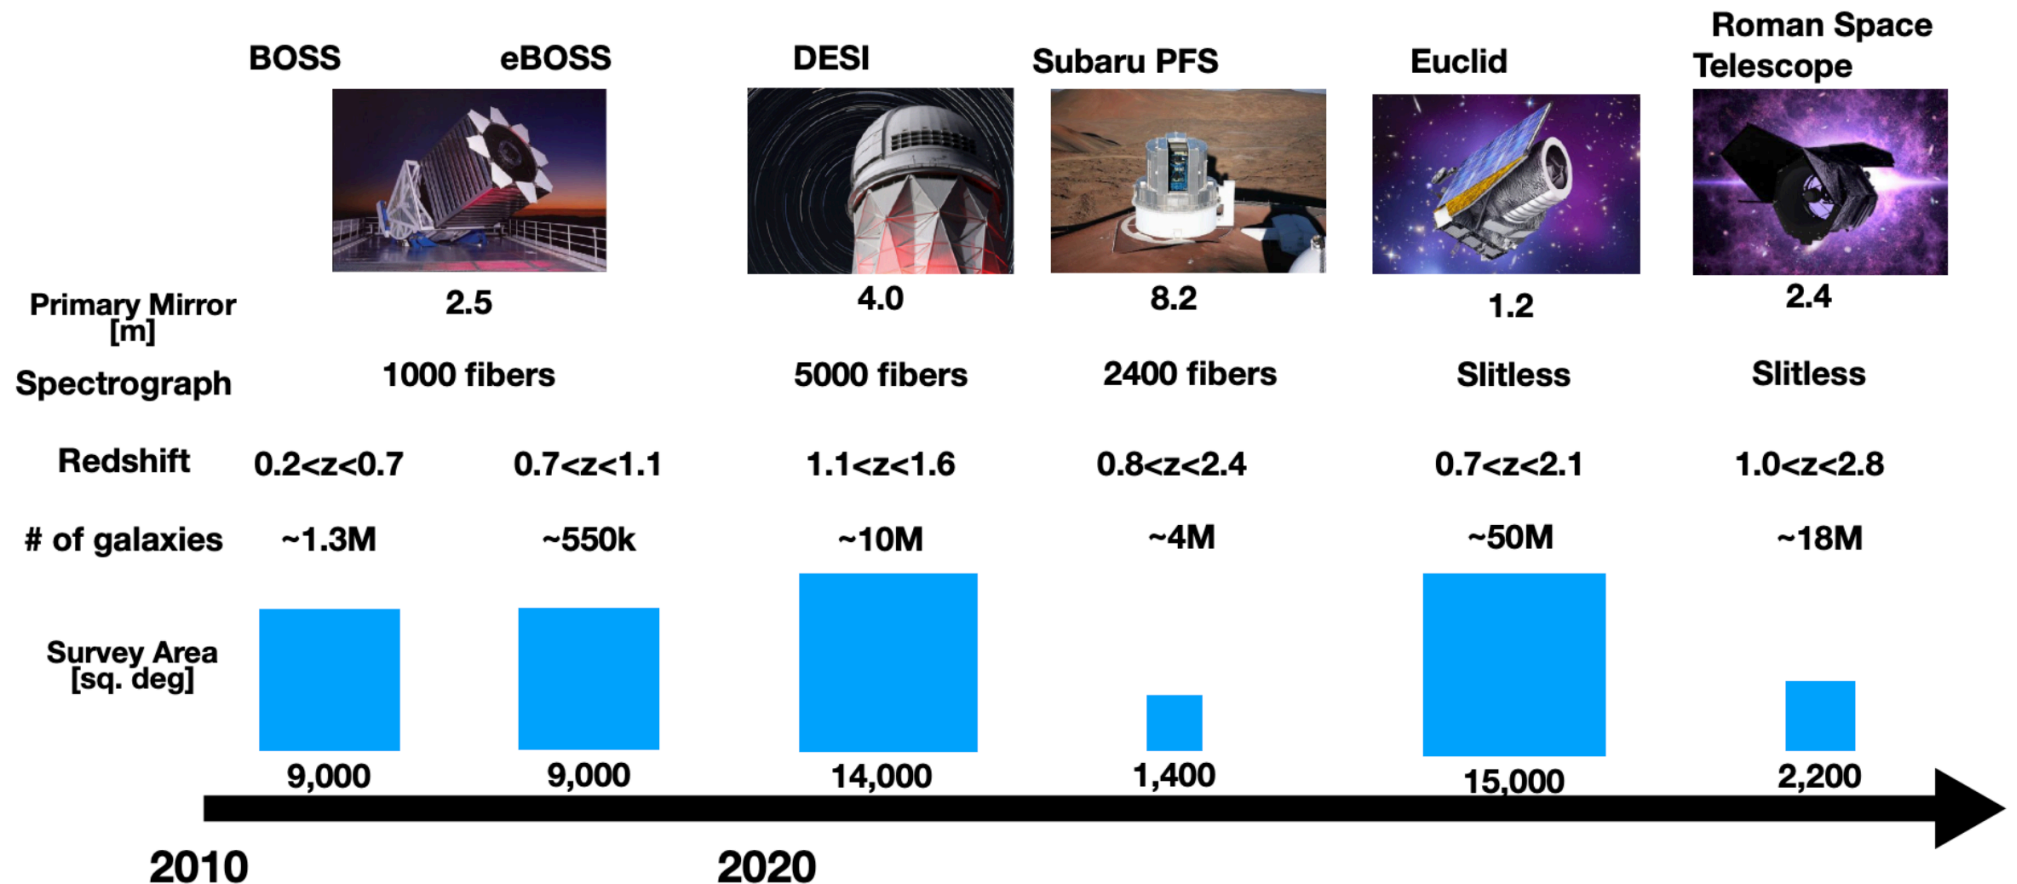 BOSS eBOSS DESI Subaru PFS Euclid Roman Space
Telescope
Primary Mirror
[m] 2.5 4.0 8.2 1.2 2.4
Spectrograph 1000 fibers 5000 fibers 2400 fibers Slitless Slitless
Redshift 0.2<z<0.7 0.7<z<1.1 1.1<z<1.6 0.8<z<2.4 0.7<z<2.1 1.0<z<2.8
# of galaxies ~1.3M ~550k ~10M ~4M ~50M ~18M
Survey Area
[sq. deg]
9,000 9,000 14,000 1,400 15,000 2,200
2010 2020